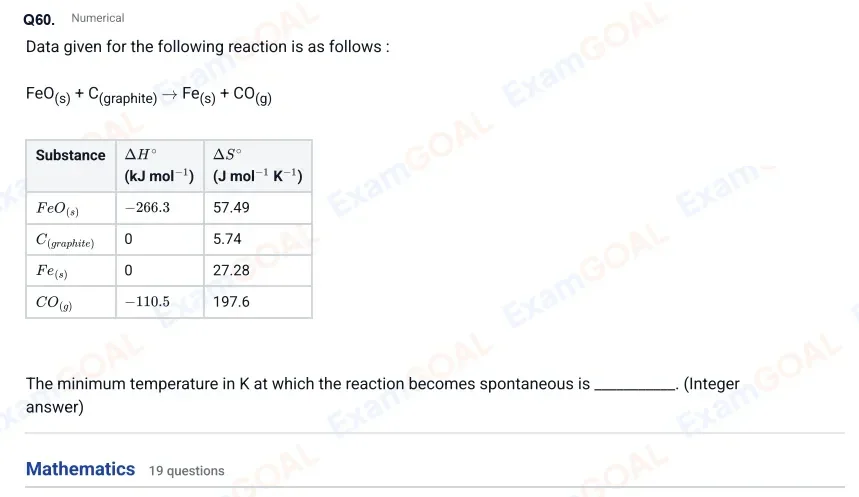 Q60. Numerical
Data given for the following reaction is as follows :
FeO(s) + C(graphite) → Fe(s) + CO(g)
Substance ΔH° (kJ mol⁻¹) ΔS° (J mol⁻¹ K⁻¹)
FeO(s) −266.3 57.49
C(graphite) 0 5.74
Fe(s) 0 27.28
CO(g) −110.5 197.6
The minimum temperature in K at which the reaction becomes spontaneous is __________. (Integer
answer)
Mathematics 19 questions
ExamGOAL